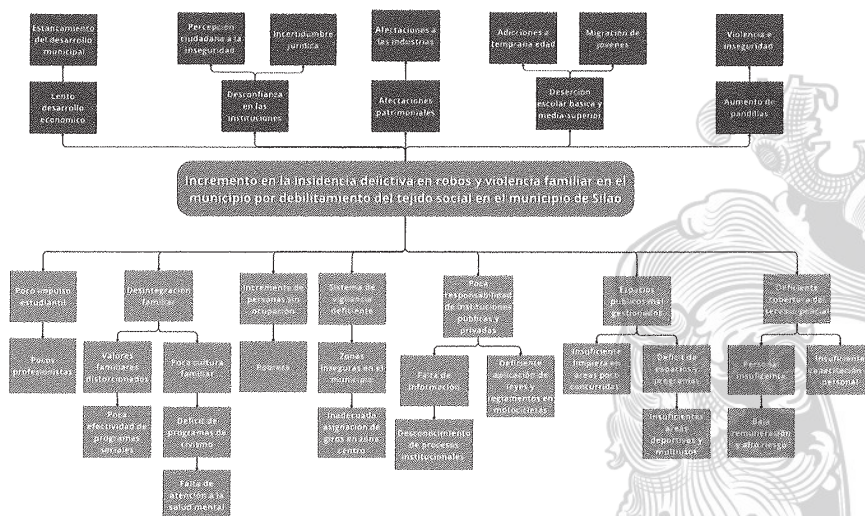 Estancamiento
del desarrollo
municipal
Percepción
ciudadana a la
inseguridad
Incertidumbre
jurídica
Afectaciones a
las industrias
Adicciones a
temprana edad
Migración de
jóvenes
Violencia e
inseguridad
Lento
desarrollo
económico
Desconfianza
en las
instituciones
Afectaciones
patrimoniales
Deserción
escolar básica y
media-superior
Aumento de
pandillas
Incremento en la insidencia delictiva en robos y violencia familiar en el
municipio por debilitamiento del tejido social en el municipio de Silao
Poco impulso
estudiantil
Desintegración
familiar
Incremento de
personas sin
ocupación
Sistema de
vigilancia
deficiente
Poca
responsabilidad
de instituciones
públicas y
privadas
Espacios
públicos mal
gestionados
Deficiente
cobertura del
servicio policial
Pocos
profesionistas
Valores
familiares
distorcionados
Poca cultura
familiar
Pobreza
Zonas
inseguras en el
municipio
Falta de
información
Deficiente
aplicación de
leyes y
reglamentos en
motocicletas
Insuficiente
limpieza en
áreas poco
concurridas
Deficit de
espacios y
programas
Personal
insuficiente
Insuficiente
capacitación
personal
Poca
efectividad de
programas
sociales
Deficit de
programas de
civismo
Inadecuada
asignación de
giros en zona
centro
Desconocimiento
de procesos
institucionales
Insuficientes
áreas
deportivas y
multiusos
Baja
remuneración
y alto riesgo
Falta de
atención a la
salud mental